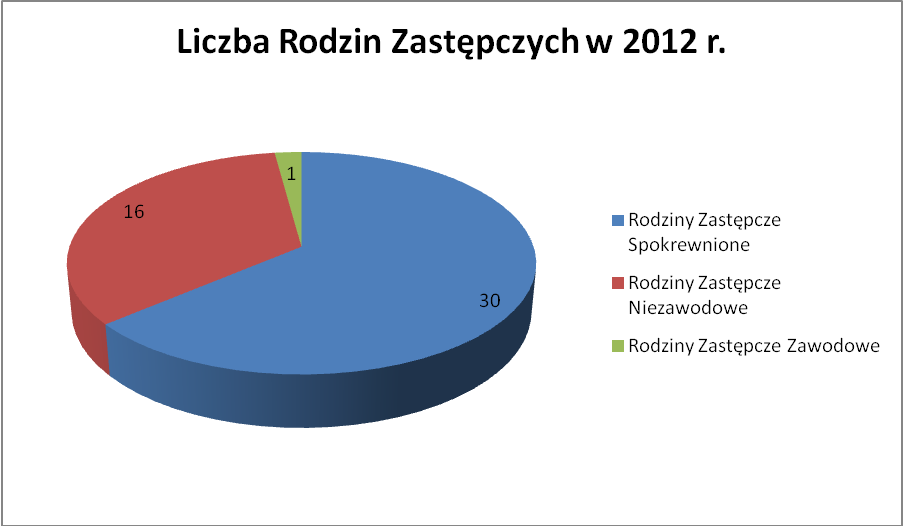 Liczba Rodzin Zastępczych w 2012 r.
1
16
30
Rodziny Zastępcze
Spokrewnione
Rodziny Zastępcze
Niezawodowe
Rodziny Zastępcze Zawodowe